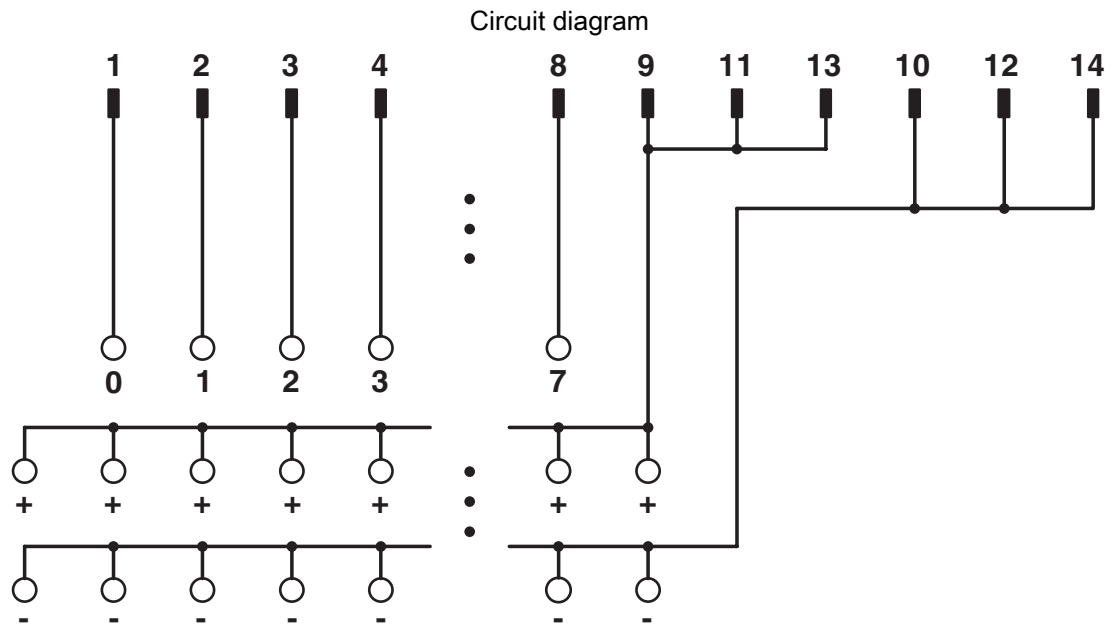 Circuit diagram
1 2 3 4 8 9 11 13 10 12 14
0 1 2 3 7
+ + + + + + +
- - - - - - -